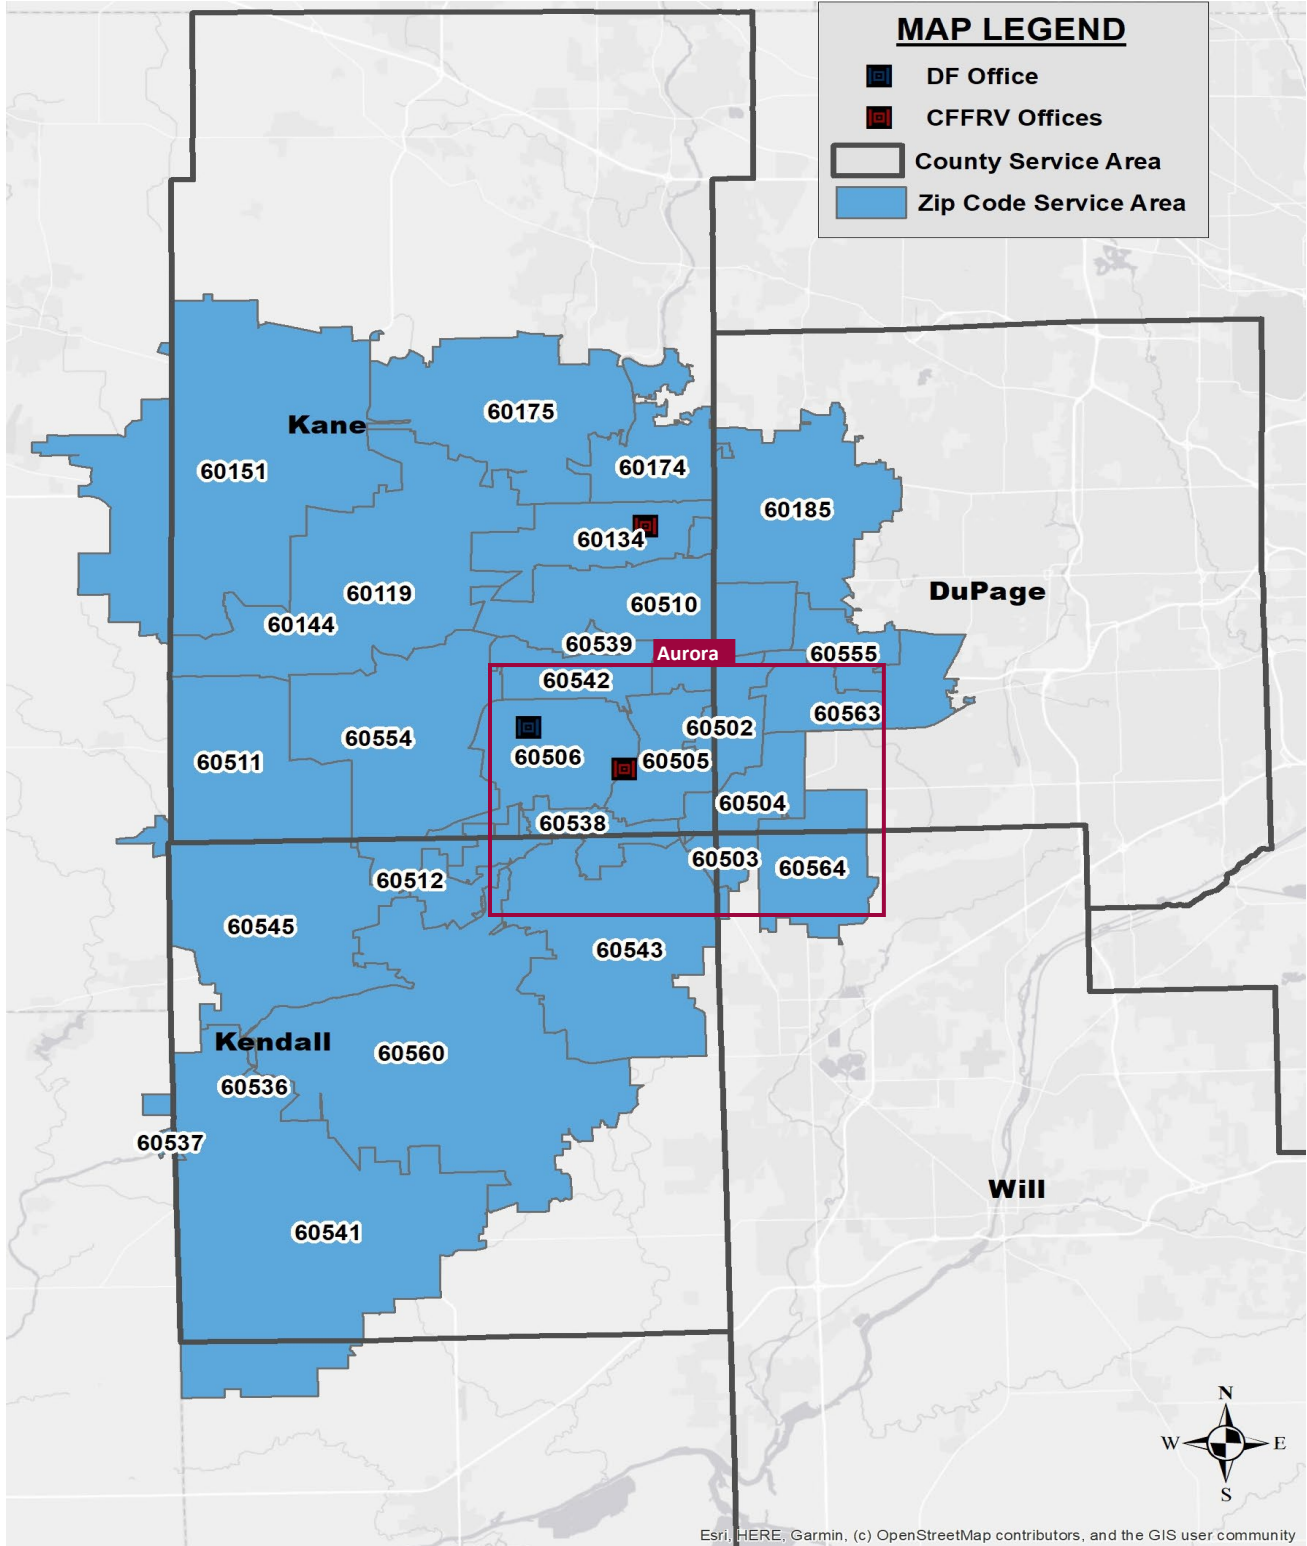 MAP LEGEND
DF Office
CFFRV Offices
County Service Area
Zip Code Service Area
60175
Kane
60151
60174
60185
60134
60119
DuPage
60510
60144
60539
Aurora
60555
60542
60563
60502
60554
60506
60505
60511
60504
60538
60503
60564
60512
60545
60543
Kendall
60560
60536
60537
Will
60541
N
W
E
S
Esri, HERE, Garmin, (c) OpenStreetMap contributors, and the GIS user community